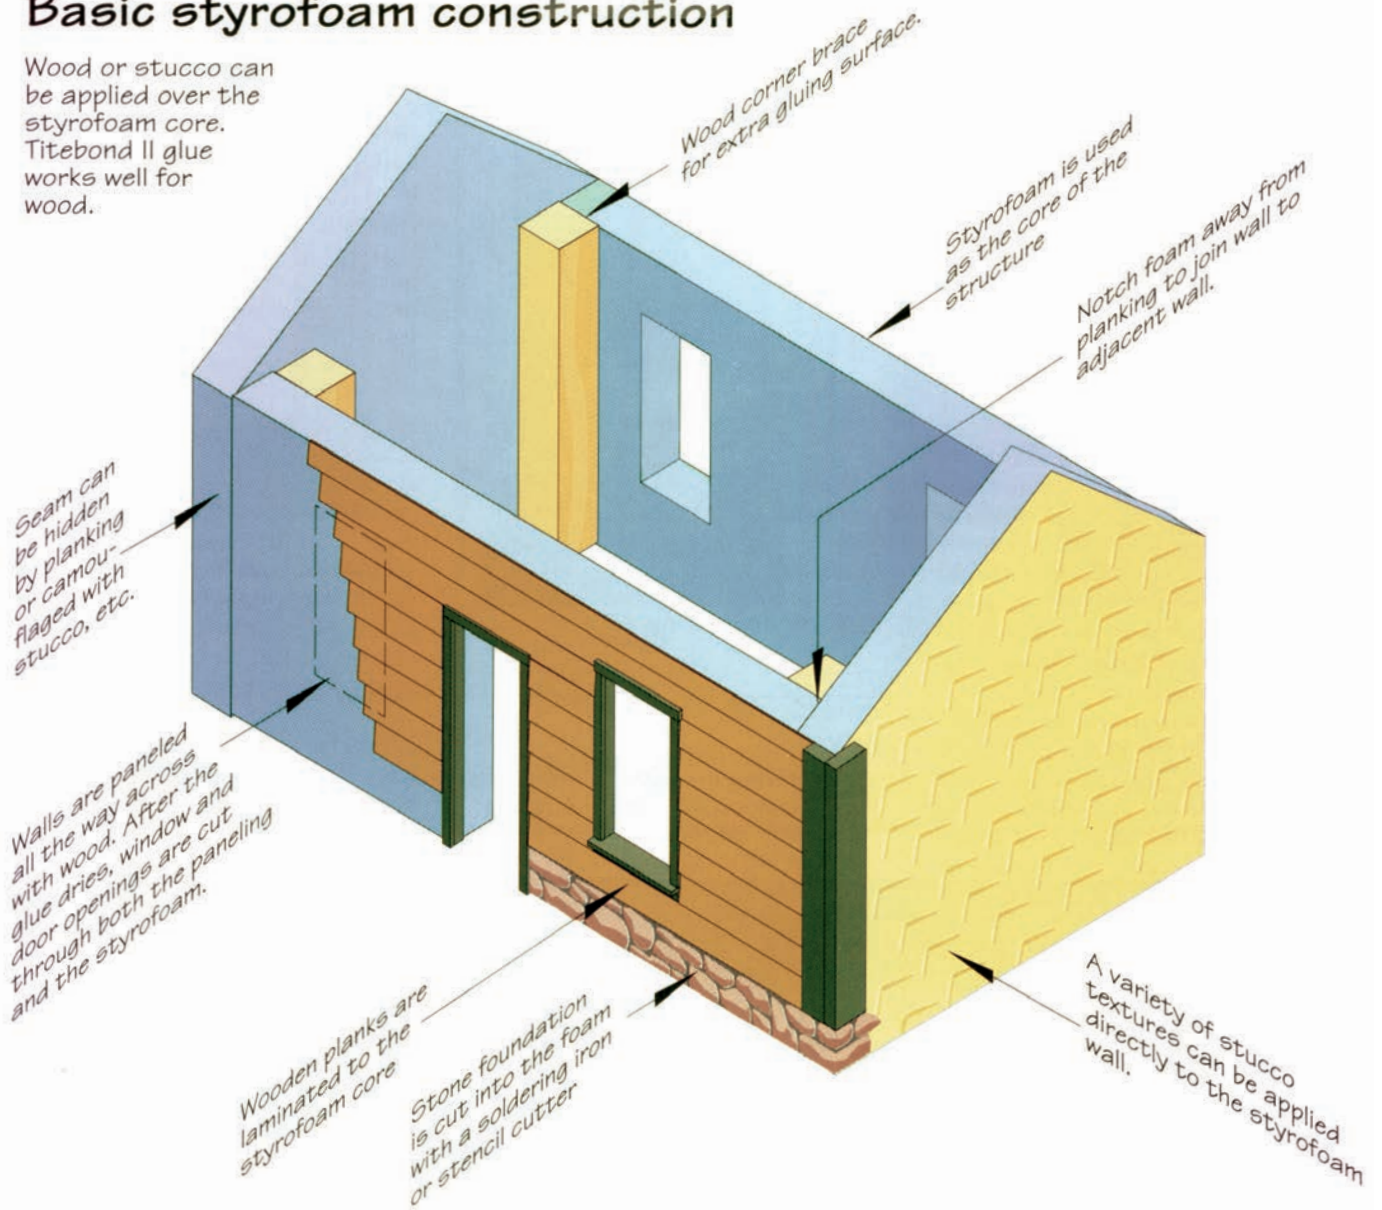 Basic styrofoam construction
Wood or stucco can
be applied over the
styrofoam core.
Titebond II glue
works well for
wood.
Wood corner brace
for extra gluing surface.
Styrofoam is used
as the core of the
structure
Notch foam away from
planking to join wall to
adjacent wall.
Seam can
be hidden
by planking
or camou-
flaged with
stucco, etc.
Walls are paneled
all the way across
with wood. After the
glue dries, window and
door openings are cut
through both the paneling
and the styrofoam.
Wooden planks are
laminated to the
styrofoam core
Stone foundation
is cut into the foam
with a soldering iron
or stencil cutter
A variety of stucco
textures can be applied
directly to the styrofoam
wall.